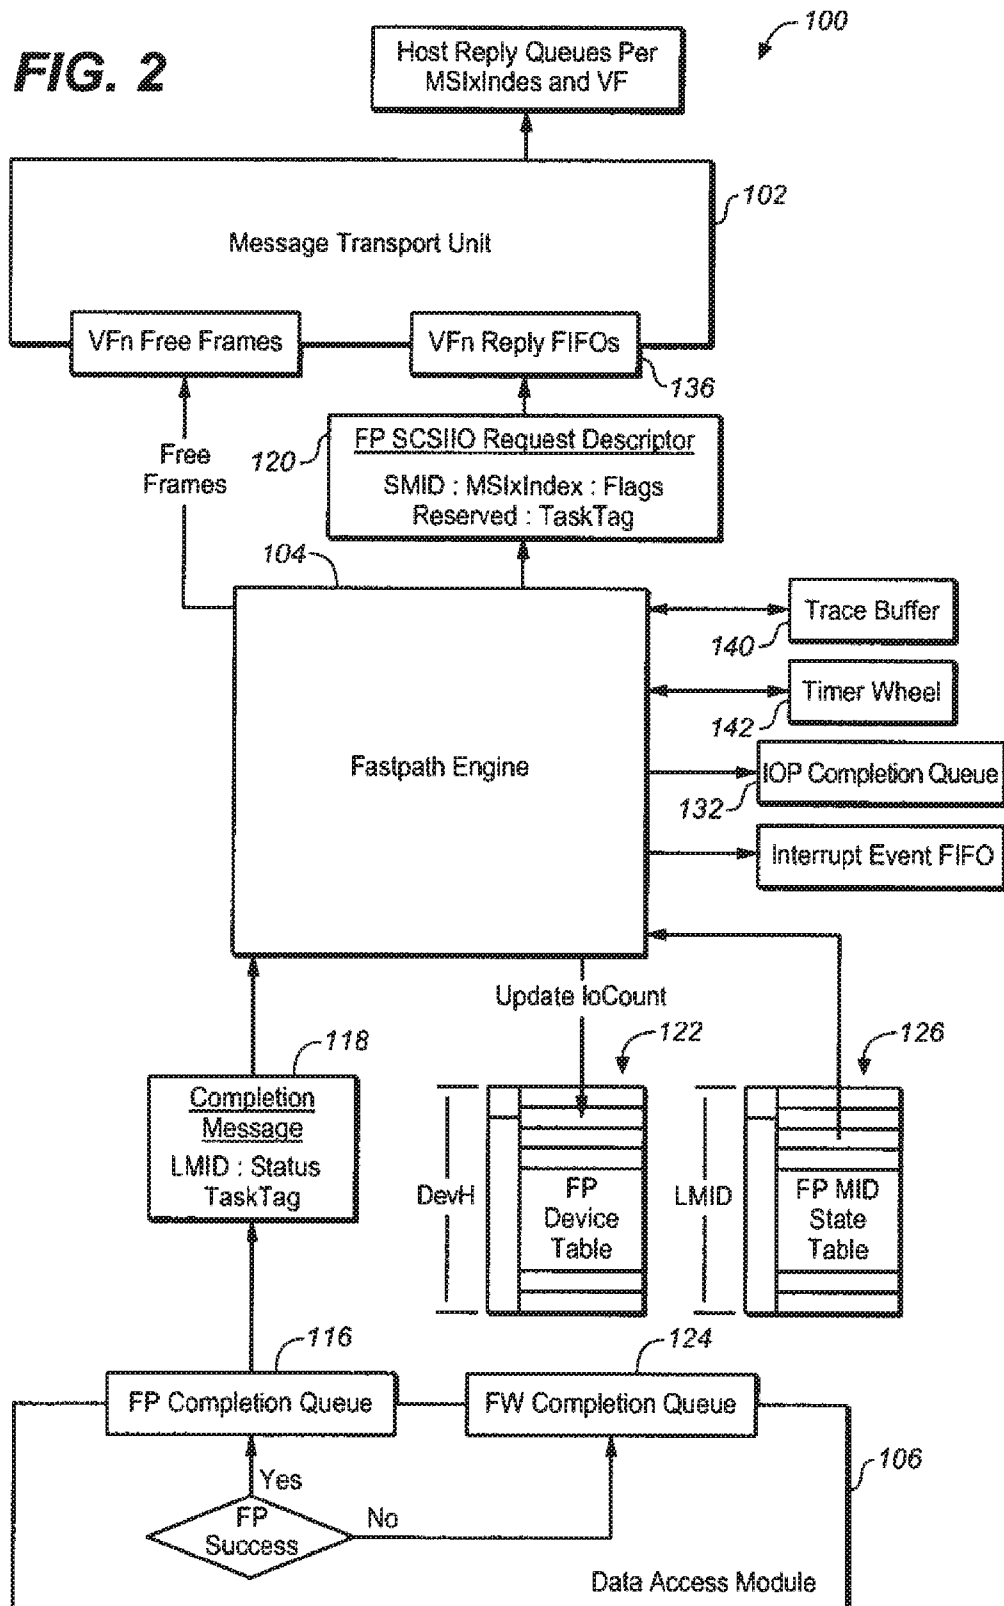 FIG. 2
100
Host Reply Queues Per
MSIxIndes and VF
102
Message Transport Unit
VFn Free Frames
VFn Reply FIFOs
136
Free
Frames
120
FP SCSIIO Request Descriptor
SMID : MSIxIndex : Flags
Reserved : TaskTag
104
Fastpath Engine
Trace Buffer
140
Timer Wheel
142
IOP Completion Queue
132
Interrupt Event FIFO
Update IoCount
118
122
126
Completion
Message
LMID : Status
TaskTag
DevH
FP
Device
Table
LMID
FP MID
State
Table
116
124
FP Completion Queue
FW Completion Queue
106
Yes
FP
Success
No
Data Access Module